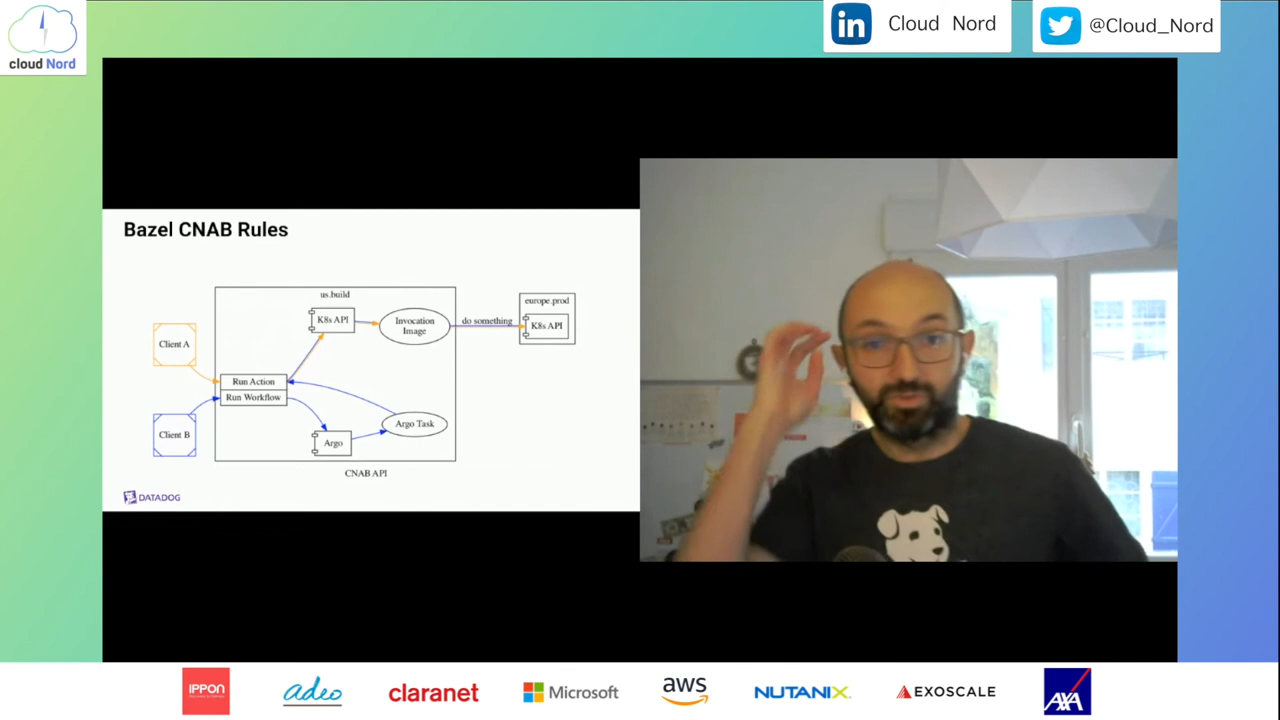 cloud Nord
in
Cloud Nord
@Cloud_Nord
Bazel CNAB Rules
us.build
K8s API
Invocation
Image
do something
europe.prod
K8s API
Client A
Run Action
Run Workflow
Client B
Argo
Argo Task
CNAB API
DATADOG
IPPON
adeo
claranet
Microsoft
aws
NUTANIX
EXOSCALE
AXA